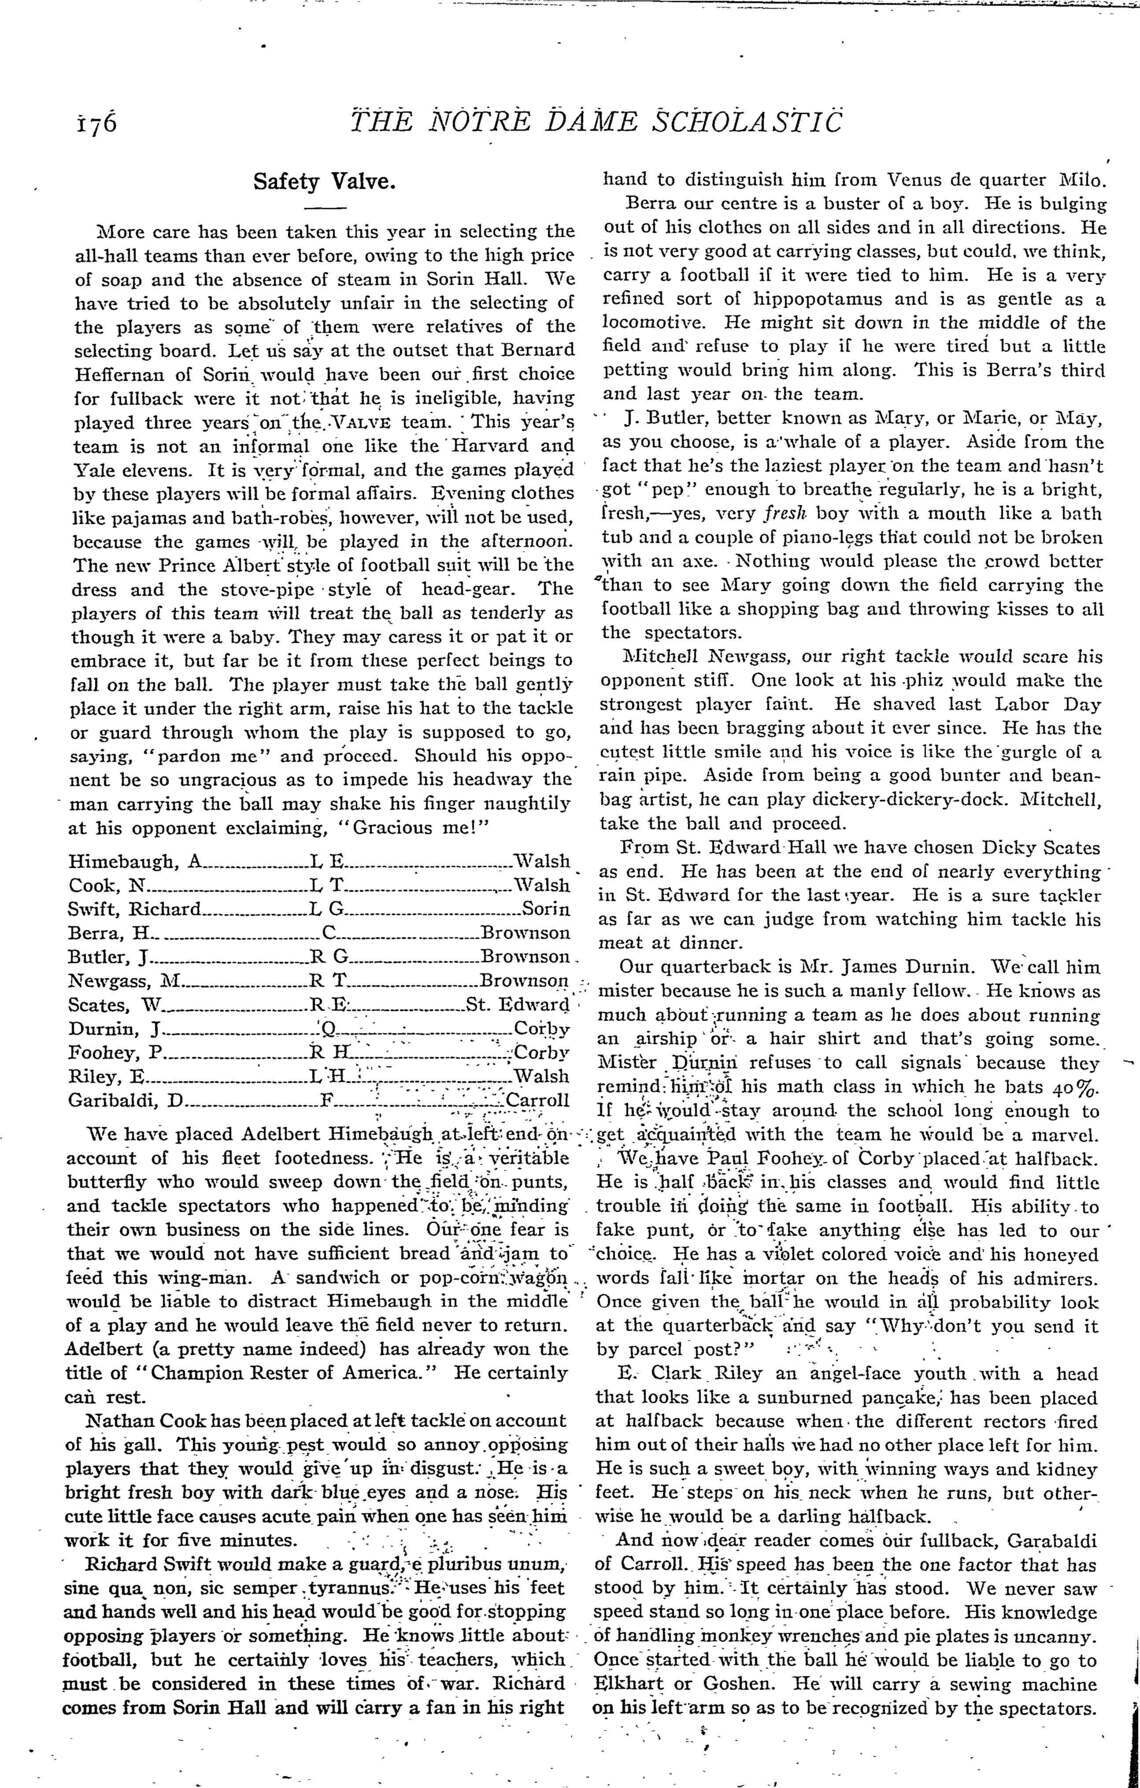 176
THE NOTRE DAME SCHOLASTIC
Safety Valve.
More care has been taken this year in selecting the
all-hall teams than ever before, owing to the high price
of soap and the absence of steam in Sorin Hall. We
have tried to be absolutely unfair in the selecting of
the players as some of them were relatives of the
selecting board. Let us say at the outset that Bernard
Heffernan of Sorin would have been our first choice
for fullback were it not that he is ineligible, having
played three years on the VALVE team. This year's
team is not an informal one like the Harvard and
Yale elevens. It is very formal, and the games played
by these players will be formal affairs. Evening clothes
like pajamas and bath-robes, however, will not be used,
because the games will be played in the afternoon.
The new Prince Albert style of football suit will be the
dress and the stove-pipe style of head-gear. The
players of this team will treat the ball as tenderly as
though it were a baby. They may caress it or pat it or
embrace it, but far be it from these perfect beings to
fall on the ball. The player must take the ball gently
place it under the right arm, raise his hat to the tackle
or guard through whom the play is supposed to go,
saying, "pardon me" and proceed. Should his oppo-
nent be so ungracious as to impede his headway the
man carrying the ball may shake his finger naughtily
at his opponent exclaiming, "Gracious me!"
Himebaugh, A. L E Walsh
Cook, N. L T Walsh
Swift, Richard L G Sorin
Berra, H. C Brownson
Butler, J. R G Brownson
Newgass, M. R T Brownson
Scates, W. R E St. Edward
Durnin, J. Q Corby
Foohey, P. R H Corby
Riley, E. L H Walsh
Garibaldi, D. F Carroll
We have placed Adelbert Himebaugh at left end on
account of his fleet footedness. He is a veritable
butterfly who would sweep down the field on punts,
and tackle spectators who happened to be minding
their own business on the side lines. Our one fear is
that we would not have sufficient bread and jam to
feed this wing-man. A sandwich or pop-corn wagon
would be liable to distract Himebaugh in the middle
of a play and he would leave the field never to return.
Adelbert (a pretty name indeed) has already won the
title of "Champion Rester of America." He certainly
can rest.
Nathan Cook has been placed at left tackle on account
of his gall. This young pest would so annoy opposing
players that they would give up in disgust. He is a
bright fresh boy with dark blue eyes and a nose. His
cute little face causes acute pain when one has seen him
work it for five minutes.
Richard Swift would make a guard, e pluribus unum,
sine qua non, sic semper tyrannus. He uses his feet
and hands well and his head would be good for stopping
opposing players or something. He knows little about
football, but he certainly loves his teachers, which
must be considered in these times of war. Richard
comes from Sorin Hall and will carry a fan in his right
hand to distinguish him from Venus de quarter Milo.
Berra our centre is a buster of a boy. He is bulging
out of his clothes on all sides and in all directions. He
is not very good at carrying classes, but could, we think,
carry a football if it were tied to him. He is a very
refined sort of hippopotamus and is as gentle as a
locomotive. He might sit down in the middle of the
field and refuse to play if he were tired but a little
petting would bring him along. This is Berra's third
and last year on the team.
J. Butler, better known as Mary, or Marie, or May,
as you choose, is a whale of a player. Aside from the
fact that he's the laziest player on the team and hasn't
got "pep" enough to breathe regularly, he is a bright,
fresh,—yes, very fresh boy with a mouth like a bath
tub and a couple of piano-legs that could not be broken
with an axe. Nothing would please the crowd better
than to see Mary going down the field carrying the
football like a shopping bag and throwing kisses to all
the spectators.
Mitchell Newgass, our right tackle would scare his
opponent stiff. One look at his phiz would make the
strongest player faint. He shaved last Labor Day
and has been bragging about it ever since. He has the
cutest little smile and his voice is like the gurgle of a
rain pipe. Aside from being a good bunter and bean-
bag artist, he can play dickery-dickery-dock. Mitchell,
take the ball and proceed.
From St. Edward Hall we have chosen Dicky Scates
as end. He has been at the end of nearly everything
in St. Edward for the last year. He is a sure tackler
as far as we can judge from watching him tackle his
meat at dinner.
Our quarterback is Mr. James Durnin. We call him
mister because he is such a manly fellow. He knows as
much about running a team as he does about running
an airship or a hair shirt and that's going some.
Mister Durnin refuses to call signals because they
remind him of his math class in which he bats 40%.
If he would stay around the school long enough to
get acquainted with the team he would be a marvel.
We have Paul Foohey of Corby placed at halfback.
He is half back in his classes and would find little
trouble in doing the same in football. His ability to
fake punt, or to fake anything else has led to our
choice. He has a violet colored voice and his honeyed
words fall like mortar on the heads of his admirers.
Once given the ball he would in all probability look
at the quarterback and say "Why don't you send it
by parcel post?"
E. Clark Riley an angel-face youth with a head
that looks like a sunburned pancake, has been placed
at halfback because when the different rectors fired
him out of their halls we had no other place left for him.
He is such a sweet boy, with winning ways and kidney
feet. He steps on his neck when he runs, but other-
wise he would be a darling halfback.
And now dear reader comes our fullback, Garabaldi
of Carroll. His speed has been the one factor that has
stood by him. It certainly has stood. We never saw
speed stand so long in one place before. His knowledge
of handling monkey wrenches and pie plates is uncanny.
Once started with the ball he would be liable to go to
Elkhart or Goshen. He will carry a sewing machine
on his left arm so as to be recognized by the spectators.